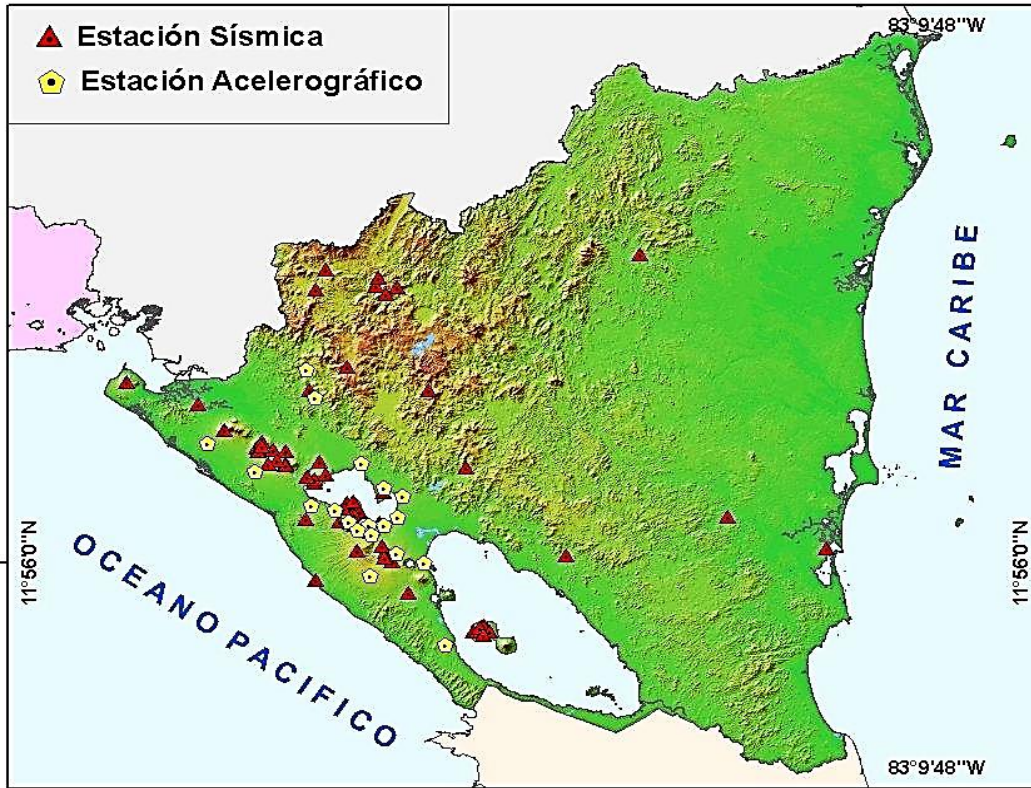 Estación Sísmica
Estación Acelerográfico
83°9'48"W
MAR CARIBE
11°56'0"N
11°56'0"N
OCEANO PACIFICO
83°9'48"W